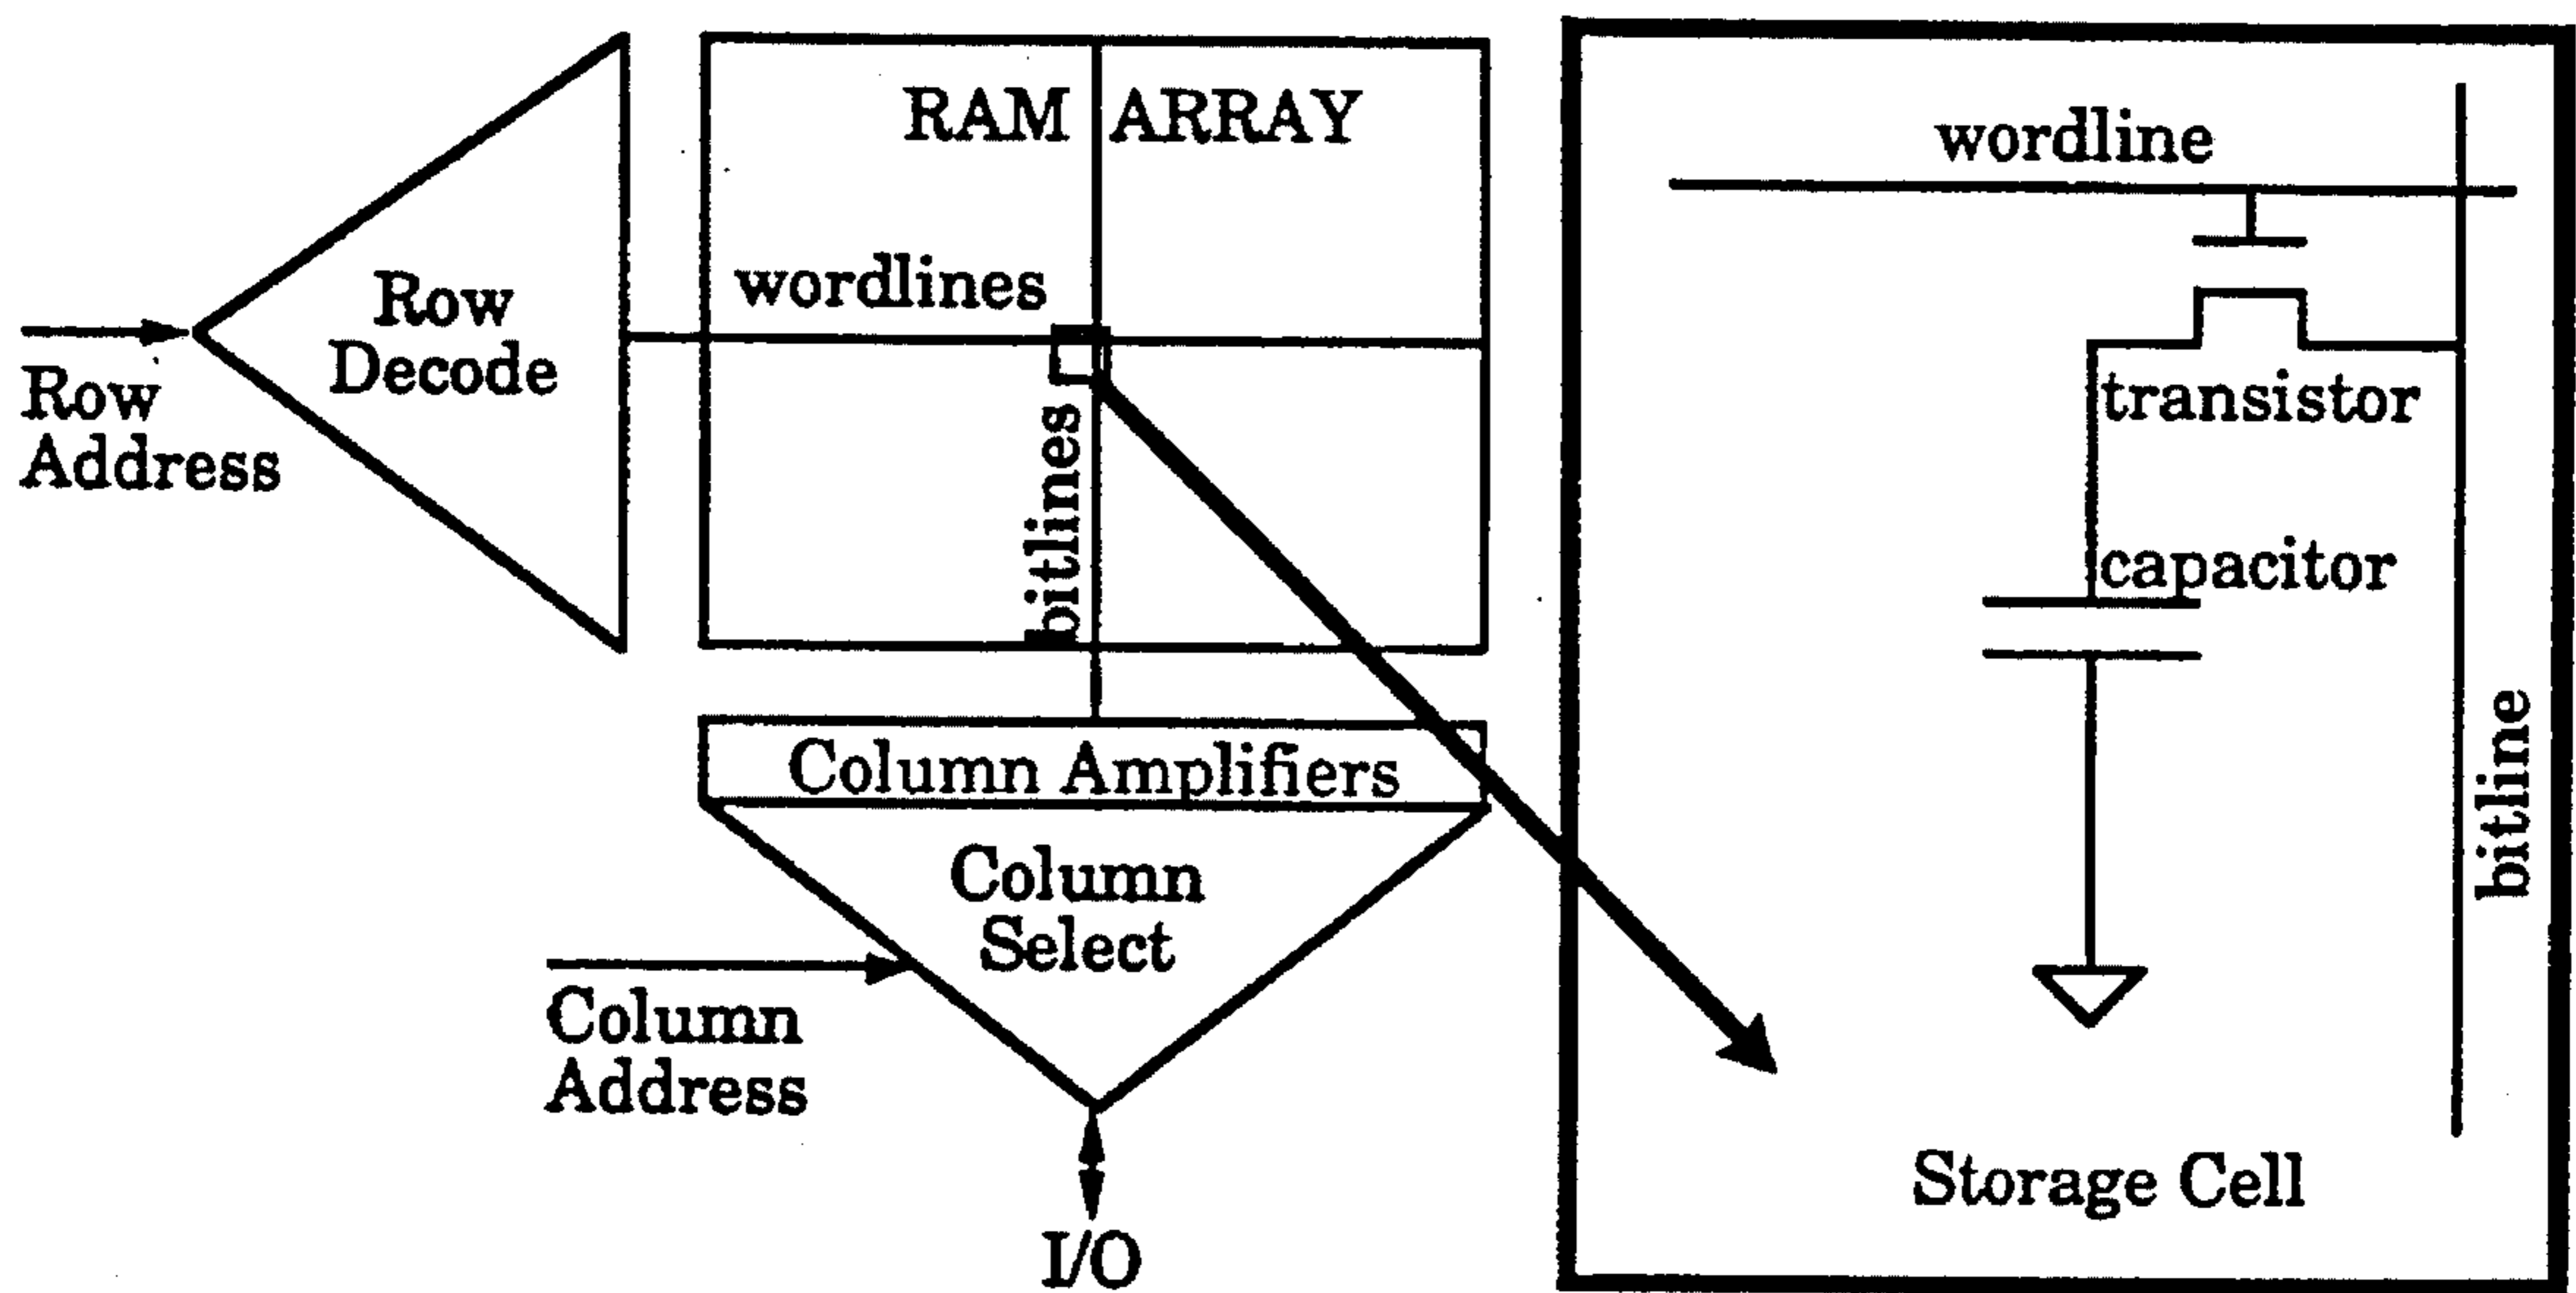 RAM ARRAY
wordlines
Row
Decode
Row
Address
bitlines
Column Amplifiers
Column
Select
Column
Address
I/O
wordline
transistor
capacitor
bitline
Storage Cell